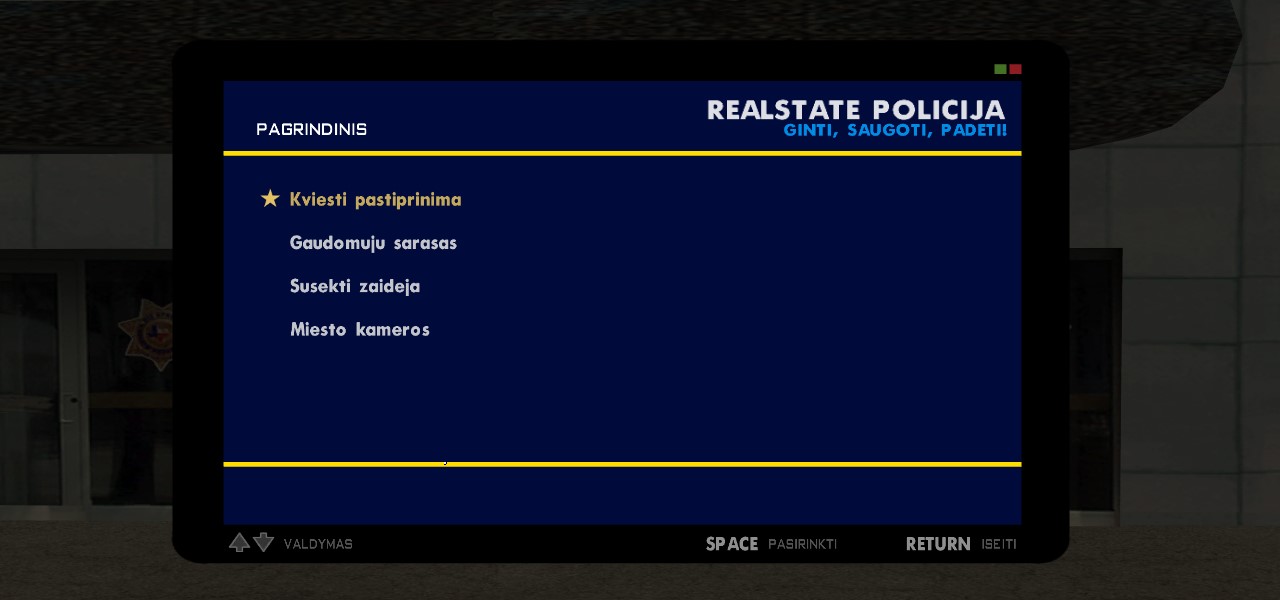 REALSTATE POLICIJA
PAGRINDINIS
GINTI, SAUGOTI, PADETI!
Kviesti pastiprinima
Gaudomuju sarasas
Susekti zaideja
Miesto kameros
VALDYMAS
SPACE PASIRINKTI
RETURN ISEITI